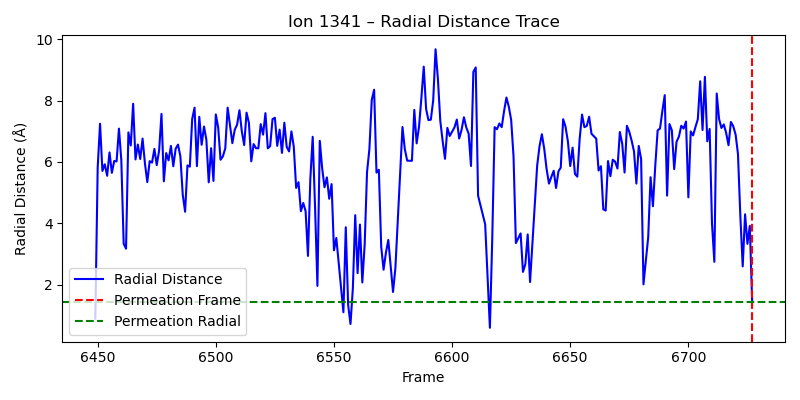 Ion 1341 – Radial Distance Trace
Radial Distance (Å)
10
8
6
4
2
Radial Distance
Permeation Frame
Permeation Radial
6450 6500 6550 6600 6650 6700
Frame